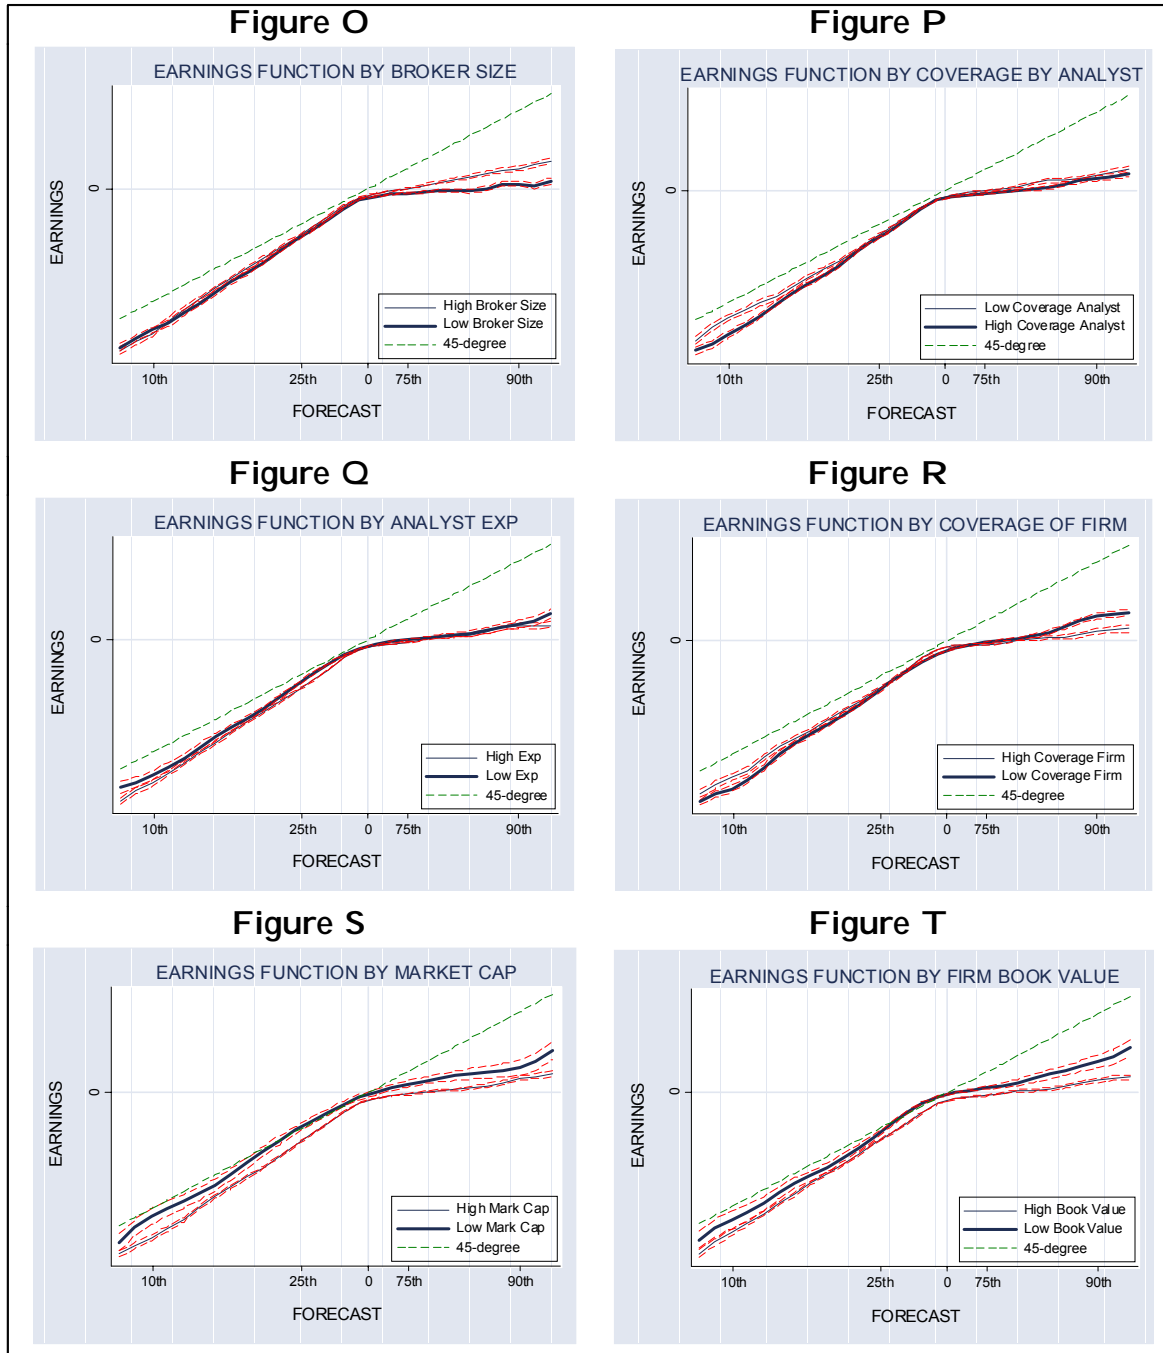 Figure O
EARNINGS FUNCTION BY BROKER SIZE
EARNINGS
0
High Broker Size
Low Broker Size
45-degree
10th 25th 0 75th 90th
FORECAST
Figure P
EARNINGS FUNCTION BY COVERAGE BY ANALYST
EARNINGS
0
Low Coverage Analyst
High Coverage Analyst
45-degree
10th 25th 0 75th 90th
FORECAST
Figure Q
EARNINGS FUNCTION BY ANALYST EXP
EARNINGS
0
High Exp
Low Exp
45-degree
10th 25th 0 75th 90th
FORECAST
Figure R
EARNINGS FUNCTION BY COVERAGE OF FIRM
EARNINGS
0
High Coverage Firm
Low Coverage Firm
45-degree
10th 25th 0 75th 90th
FORECAST
Figure S
EARNINGS FUNCTION BY MARKET CAP
EARNINGS
0
High Mark Cap
Low Mark Cap
45-degree
10th 25th 0 75th 90th
FORECAST
Figure T
EARNINGS FUNCTION BY FIRM BOOK VALUE
EARNINGS
0
High Book Value
Low Book Value
45-degree
10th 25th 0 75th 90th
FORECAST